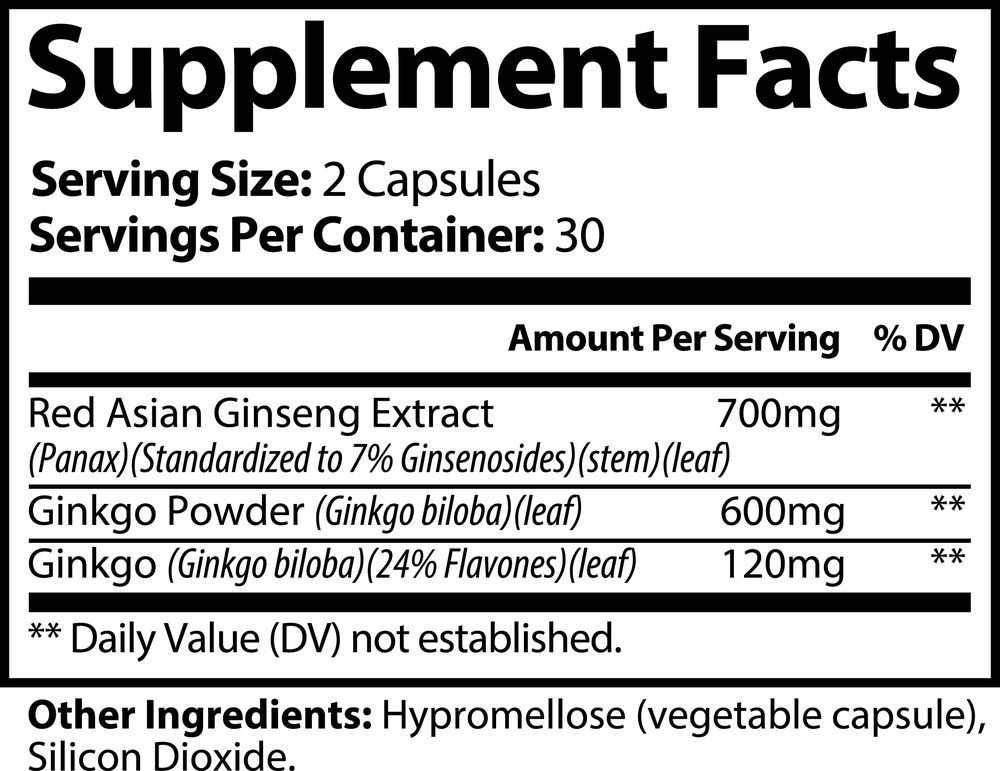 Supplement Facts
Serving Size: 2 Capsules
Servings Per Container: 30
Amount Per Serving % DV
Red Asian Ginseng Extract 700mg **
(Panax)(Standardized to 7% Ginsenosides)(stem)(leaf)
Ginkgo Powder (Ginkgo biloba)(leaf) 600mg **
Ginkgo (Ginkgo biloba)(24% Flavones)(leaf) 120mg **
** Daily Value (DV) not established.
Other Ingredients: Hypromellose (vegetable capsule),
Silicon Dioxide.